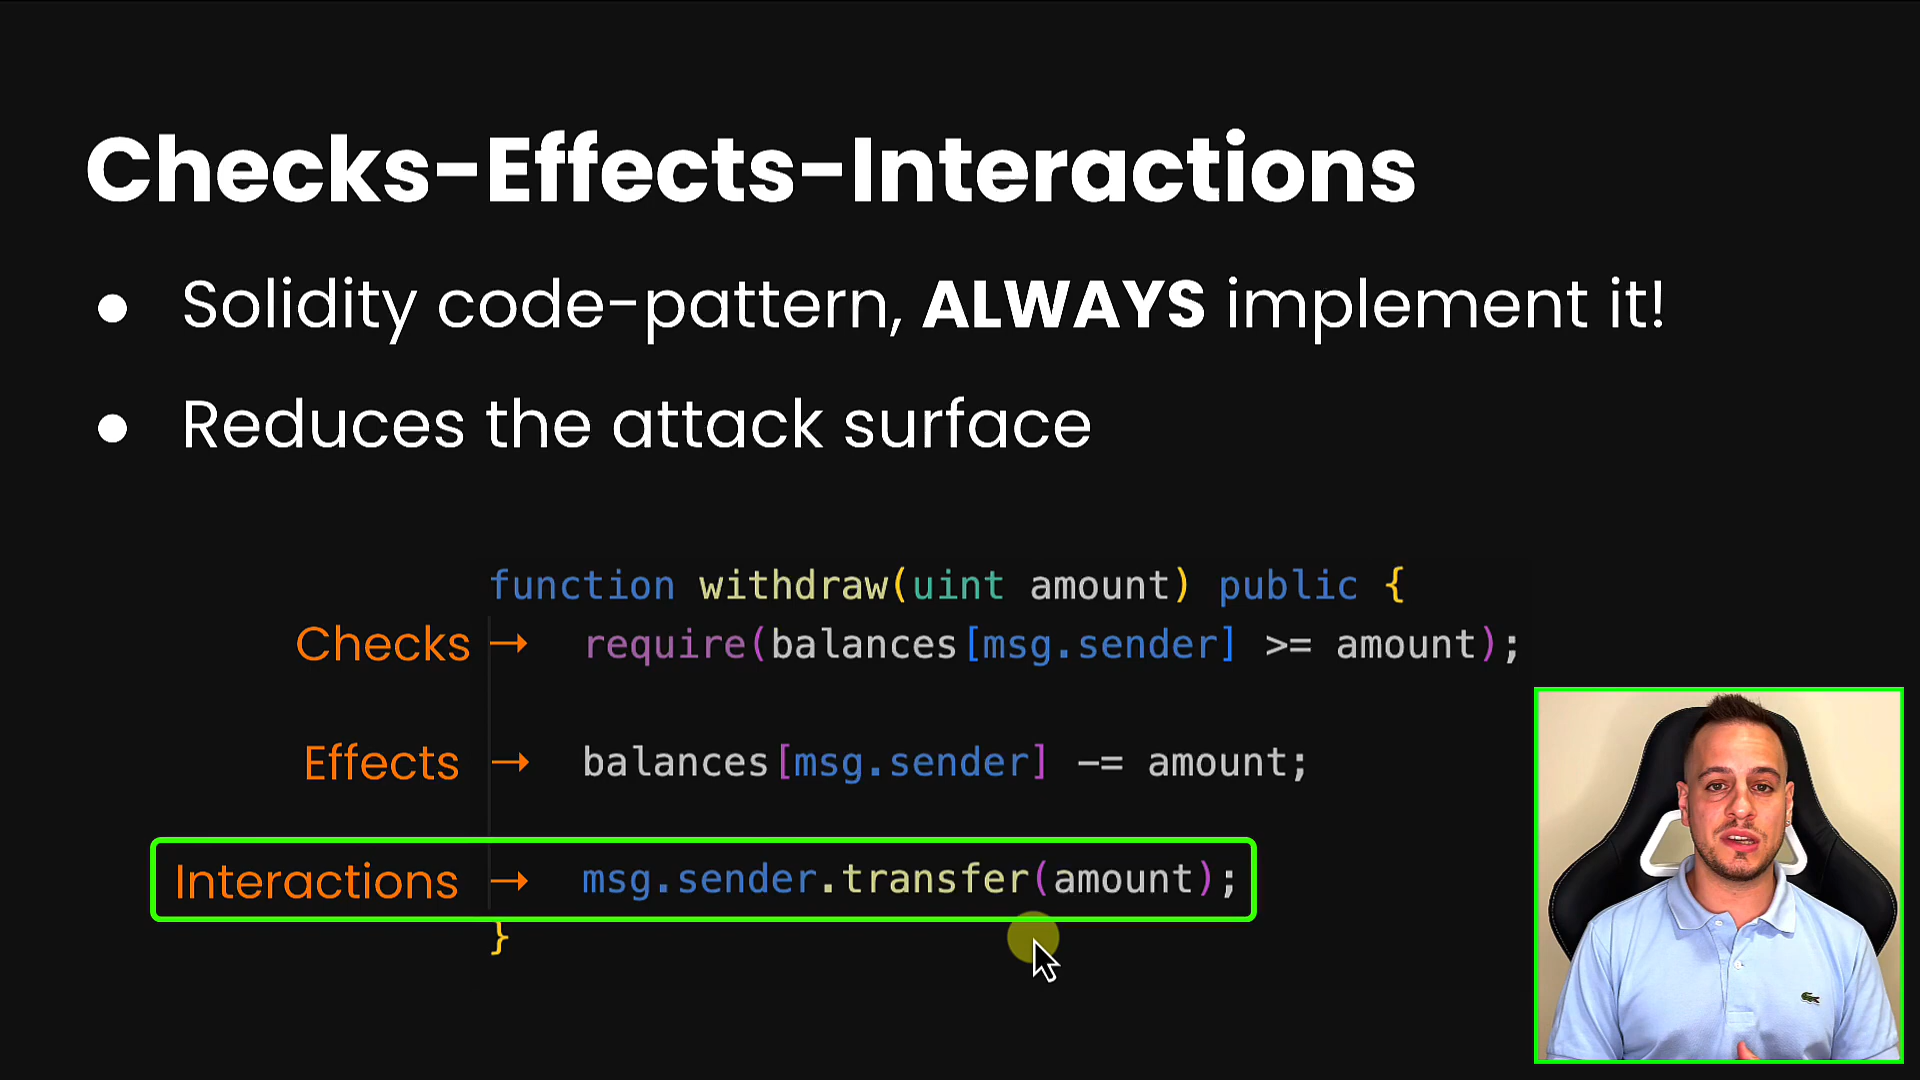 Checks-Effects-Interactions
● Solidity code-pattern, ALWAYS implement it!
● Reduces the attack surface
function withdraw(uint amount) public {
Checks → require(balances[msg.sender] >= amount);
Effects → balances[msg.sender] -= amount;
Interactions → msg.sender.transfer(amount);
}